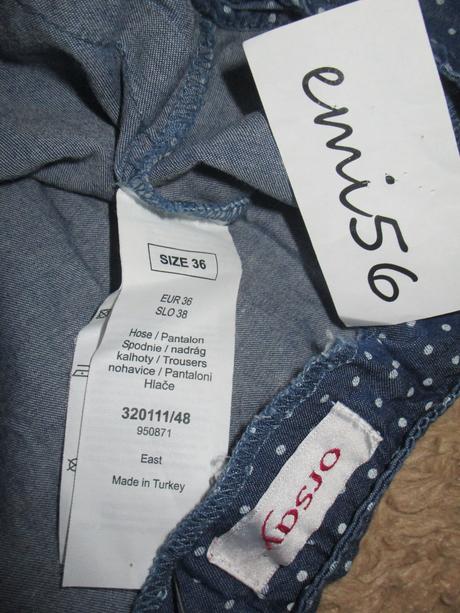 emi56
SIZE 36
EUR 36
SLO 38
Hose / Pantalon
Spodnie / nadrág
kalhoty / Trousers
nohavice / Pantaloni
Hlače
320111/48
950871
East
Made in Turkey
orsay